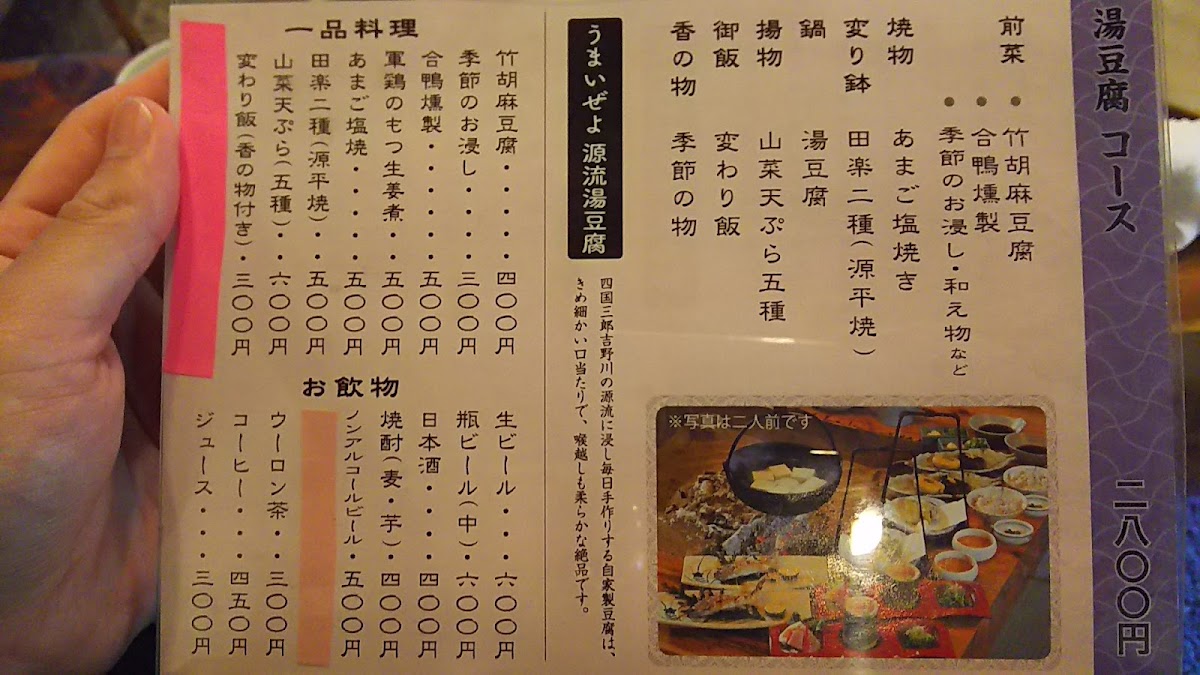 湯豆腐 コース 二八〇〇円
前菜 ● 竹胡麻豆腐
● 合鴨燻製
● 季節のお浸し・和え物など
焼物 あまご塩焼き
変り鉢 田楽二種(源平焼)
鍋 湯豆腐
揚物 山菜天ぷら五種
御飯 変わり飯
香の物 季節の物
※写真は二人前です
うまいぜよ 源流湯豆腐
四国三郎吉野川の源流に浸し毎日手作りする自家製豆腐は、
きめ細かい口当たりで、喉越しも柔らかな絶品です。
一品料理
竹胡麻豆腐・・・・四〇〇円
季節のお浸し・・・三〇〇円
合鴨燻製・・・・・五〇〇円
軍鶏のもつ生姜煮・五〇〇円
あまご塩焼・・・・五〇〇円
田楽二種(源平焼)・五〇〇円
山菜天ぷら(五種)・・六〇〇円
変わり飯(香の物付き)・三〇〇円
お飲物
生ビール・・・六〇〇円
瓶ビール(中)・六〇〇円
日本酒・・・・四〇〇円
焼酎(麦・芋)・四〇〇円
ノンアルコールビール・五〇〇円
ウーロン茶・・三〇〇円
コーヒー・・・四五〇円
ジュース・・・三〇〇円